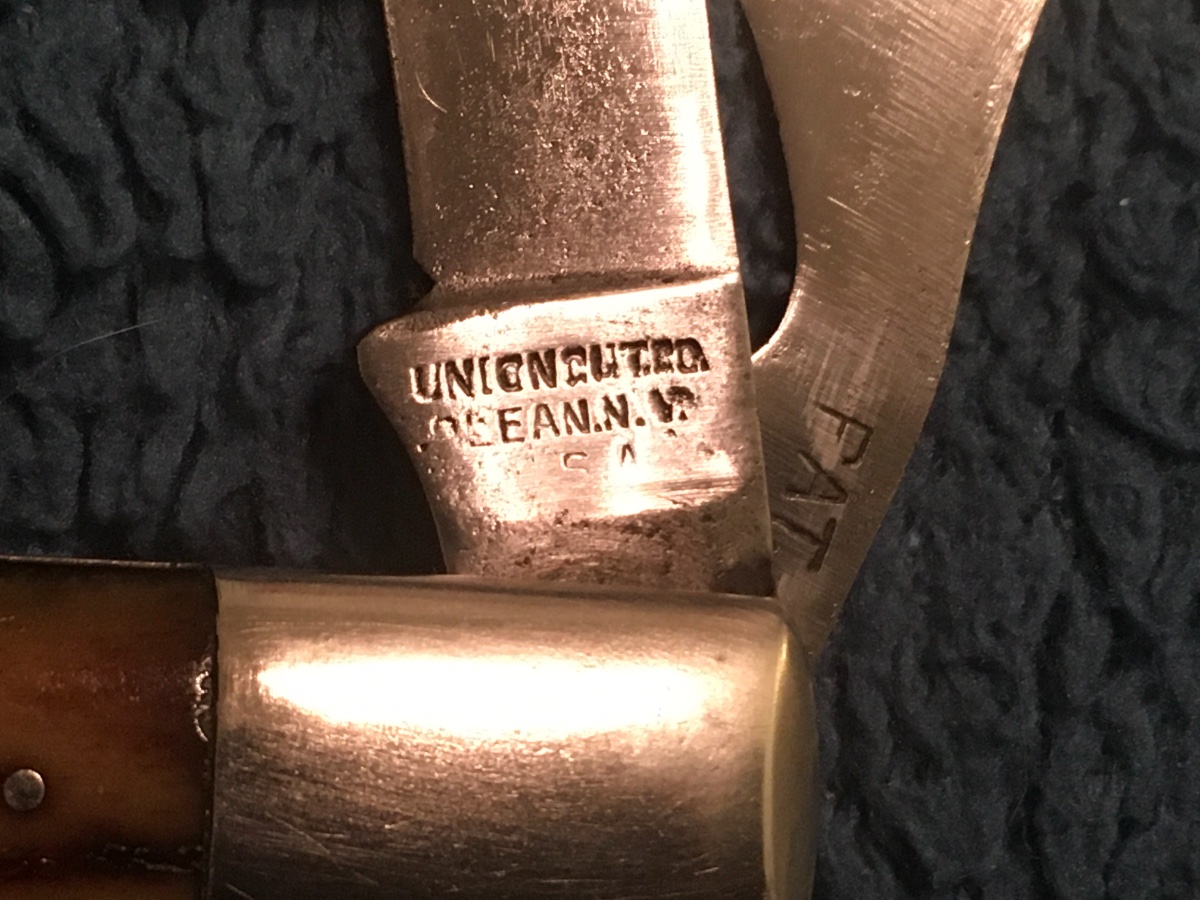 UNION CUT.CO.
OLEAN.N.Y.
U S A
PAT